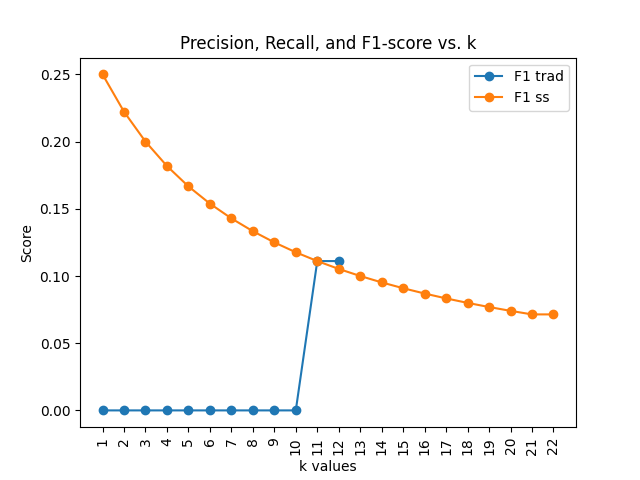 Precision, Recall, and F1-score vs. k
F1 trad
F1 ss
0.25
0.20
0.15
0.10
0.05
0.00
Score
1 2 3 4 5 6 7 8 9 10 11 12 13 14 15 16 17 18 19 20 21 22
k values